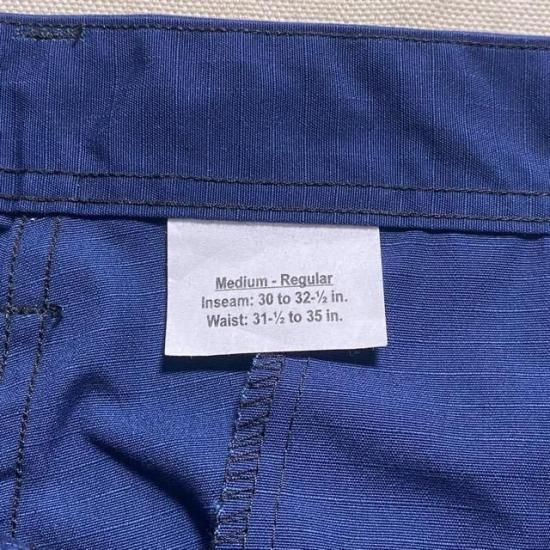 Medium - Regular
Inseam: 30 to 32-½ in.
Waist: 31-½ to 35 in.